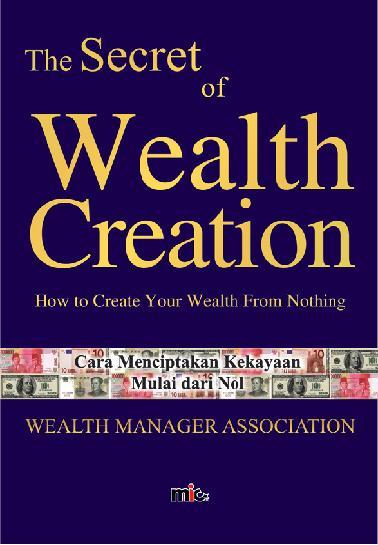 The Secret
of
Wealth
Creation
How to Create Your Wealth From Nothing
Cara Menciptakan Kekayaan
Mulai dari Nol
WEALTH MANAGER ASSOCIATION
mic